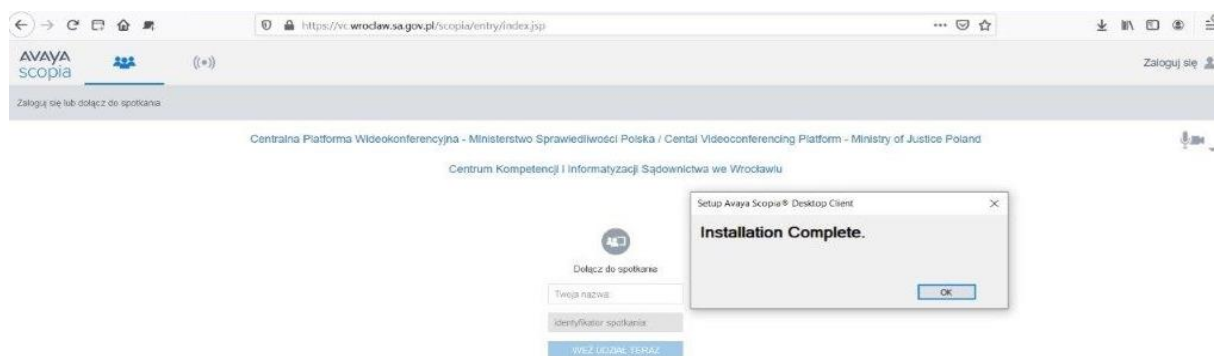 https://vc.wroclaw.sa.gov.pl/scopia/entry/index.jsp
AVAYA
scopia
Zaloguj się
Zaloguj się lub dołącz do spotkania
Centralna Platforma Wideokonferencyjna - Ministerstwo Sprawiedliwości Polska / Cental Videoconferencing Platform - Ministry of Justice Poland
Centrum Kompetencji i Informatyzacji Sądownictwa we Wrocławiu
Setup Avaya Scopia® Desktop Client
Installation Complete.
OK
Dołącz do spotkania
Twoja nazwa:
identyfikator spotkania:
WEŹ UDZIAŁ TERAZ